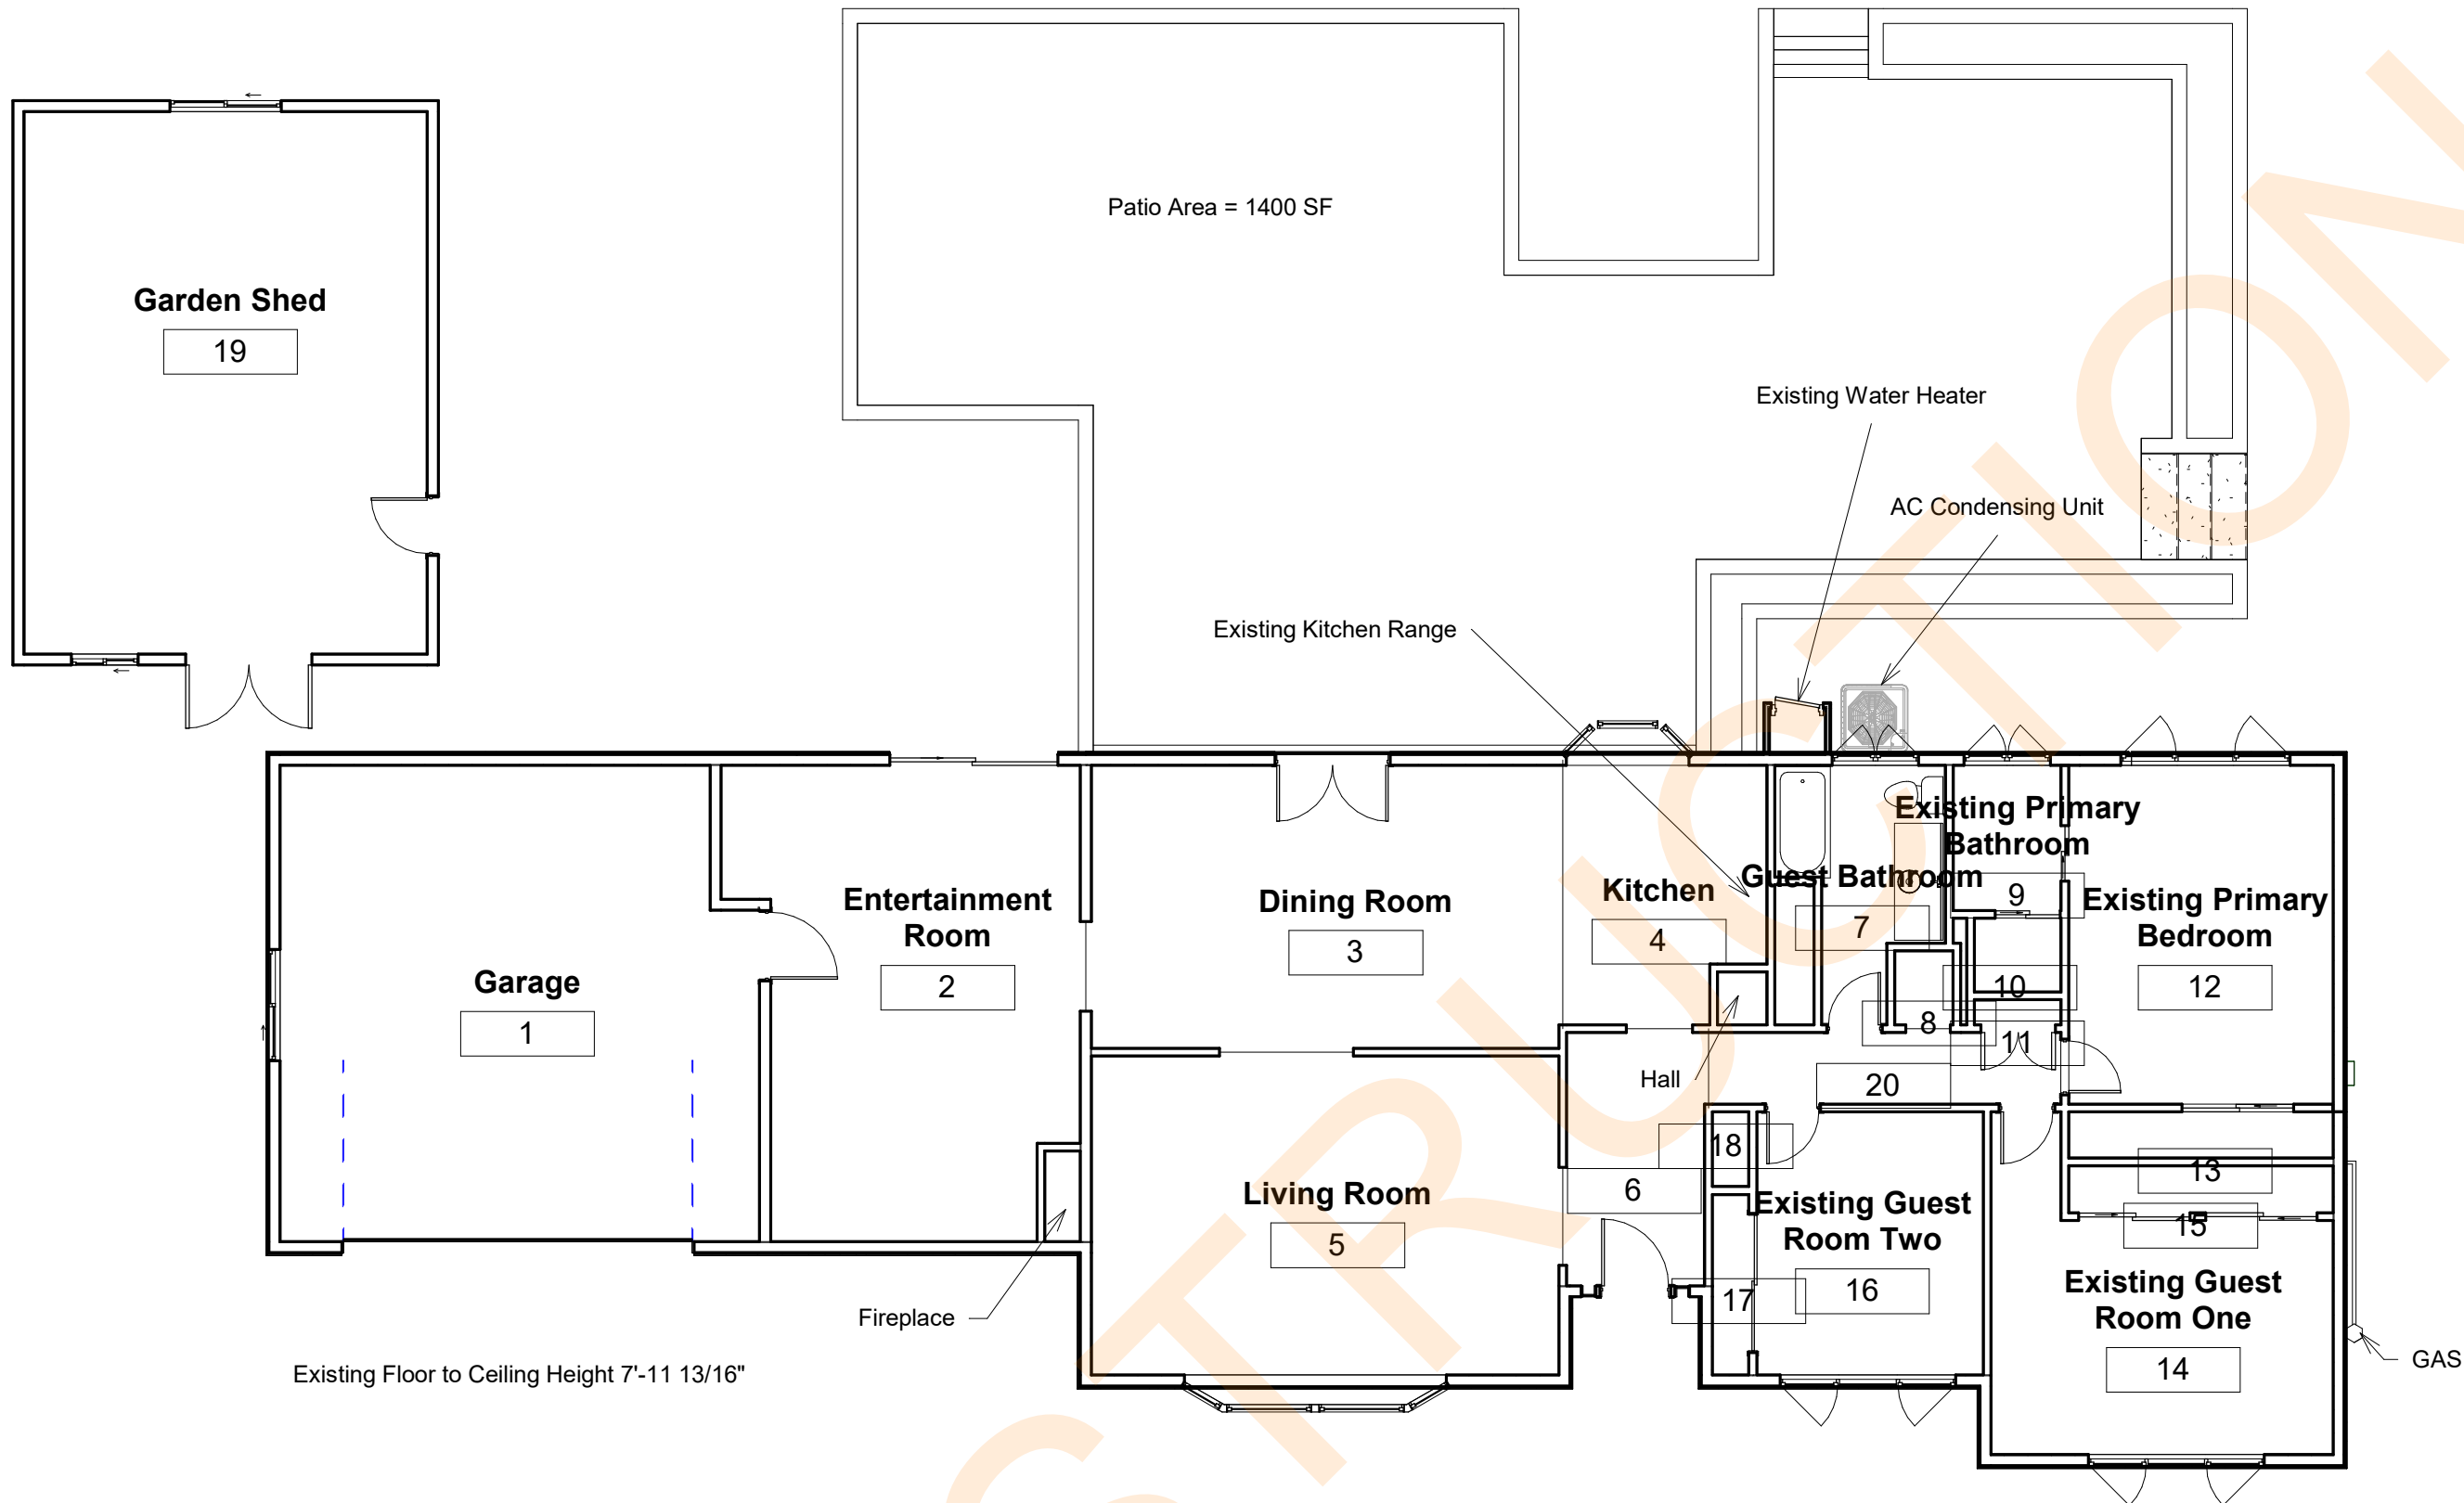 Patio Area = 1400 SF
Garden Shed
19
Existing Water Heater
AC Condensing Unit
Existing Kitchen Range
Existing Primary
Bathroom
9
Guest Bathroom
7
Kitchen
4
Dining Room
3
Entertainment
Room
2
Garage
1
Existing Primary
Bedroom
12
10
8
11
20
Hall
18
6
13
15
Living Room
5
Existing Guest
Room Two
16
17
Existing Guest
Room One
14
Fireplace
GAS
Existing Floor to Ceiling Height 7'-11 13/16"
STRUCTION